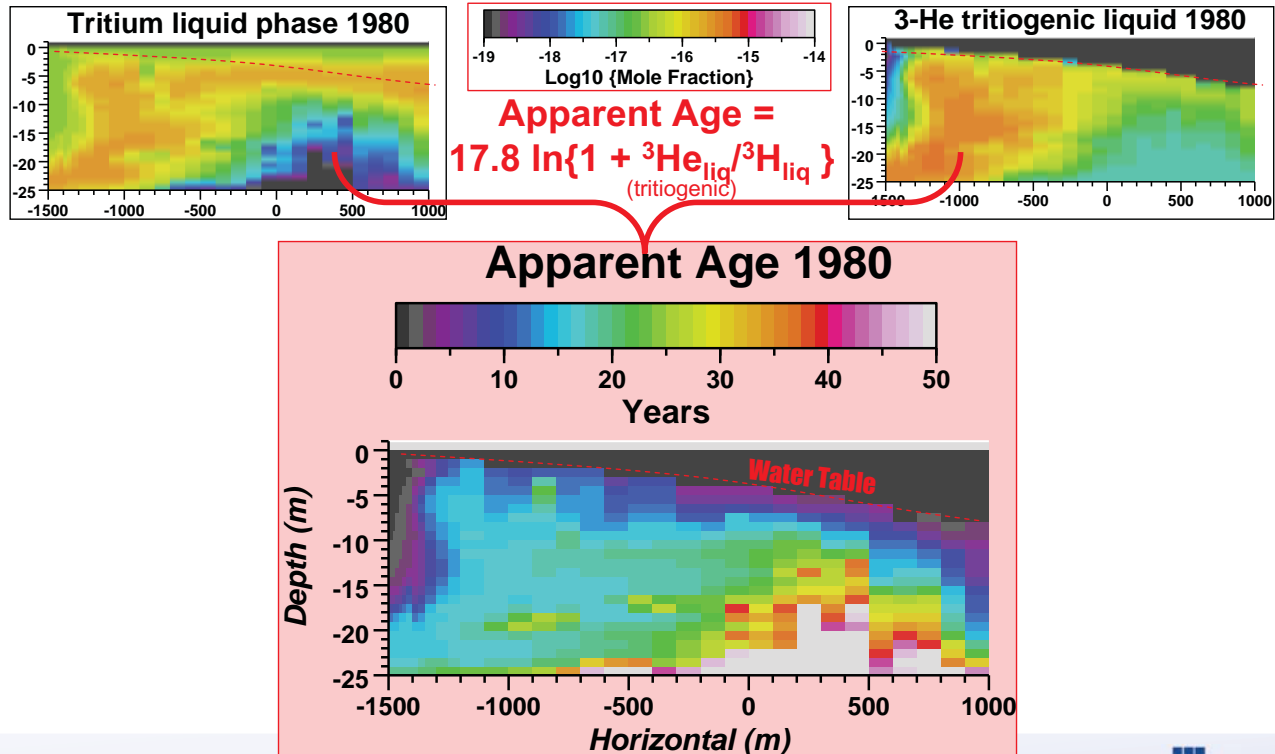 Tritium liquid phase 1980
0
-5
-10
-15
-20
-25
-1500 -1000 -500 0 500 1000
-19 -18 -17 -16 -15 -14
Log10 {Mole Fraction}
Apparent Age =
17.8 ln{1 + ³He_liq/³H_liq }
(tritiogenic)
3-He tritiogenic liquid 1980
0
-5
-10
-15
-20
-25
-1500 -1000 -500 0 500 1000
Apparent Age 1980
0 10 20 30 40 50
Years
Water Table
Depth (m)
0
-5
-10
-15
-20
-25
-1500 -1000 -500 0 500 1000
Horizontal (m)